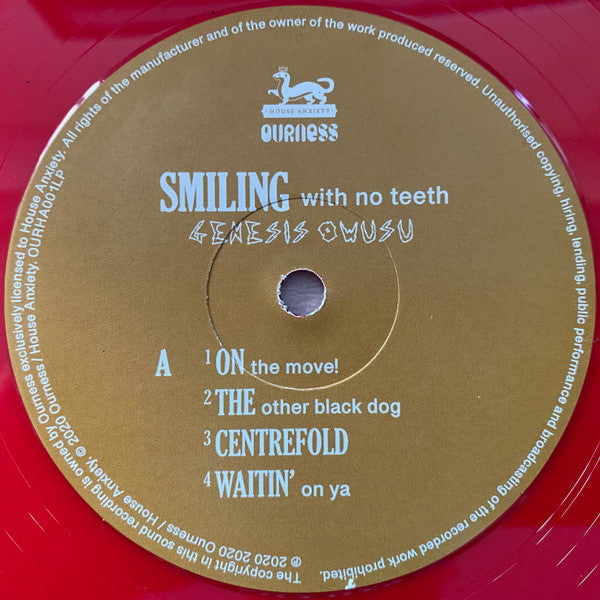 HOUSE ANXIETY
OURNESS
SMILING with no teeth
GENESIS OWUSU
A
1 ON the move!
2 THE other black dog
3 CENTREFOLD
4 WAITIN' on ya
The copyright in this sound recording is owned by Ourness exclusively licensed to House Anxiety. All rights of the manufacturer and of the owner of the work produced reserved. Unauthorised copying, hiring, lending, public performance and broadcasting of the recorded work prohibited.
℗ 2020 Ourness / House Anxiety. © 2020 Ourness / House Anxiety. OURHA001LP